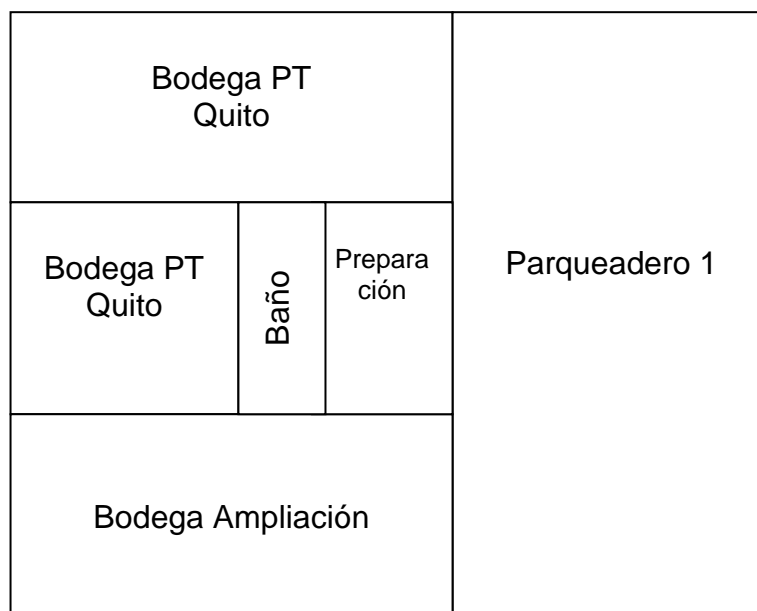 Bodega PT
Quito
Bodega PT
Quito
Baño
Prepara
ción
Parqueadero 1
Bodega Ampliación